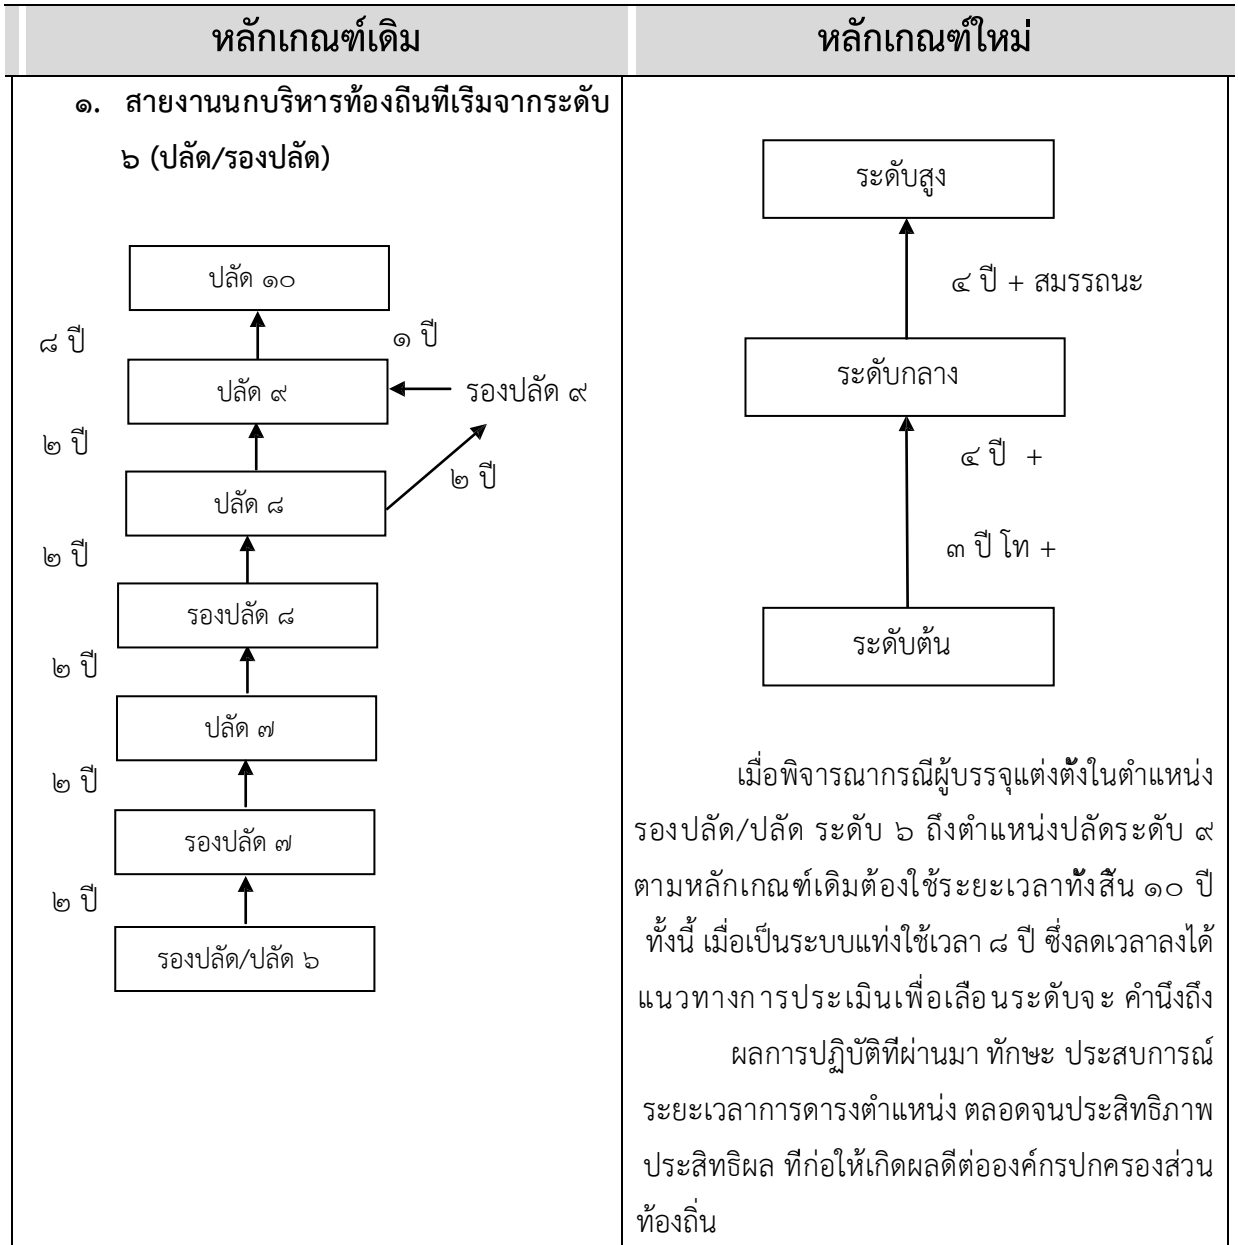 หลักเกณฑ์เดิม
หลักเกณฑ์ใหม่
๑. สายงานนกบริหารท้องถีนทีเรีมจากระดับ
๖ (ปลัด/รองปลัด)
ปลัด ๑๐
๘ ปี
๑ ปี
ปลัด ๙
รองปลัด ๙
๒ ปี
๒ ปี
ปลัด ๘
๒ ปี
รองปลัด ๘
๒ ปี
ปลัด ๗
๒ ปี
รองปลัด ๗
๒ ปี
รองปลัด/ปลัด ๖
ระดับสูง
๔ ปี + สมรรถนะ
ระดับกลาง
๔ ปี +
๓ ปี โท +
ระดับต้น
เมื่อพิจารณากรณีผู้บรรจุแต่งตั้งในตำแหน่ง
รองปลัด/ปลัด ระดับ ๖ ถึงตำแหน่งปลัดระดับ ๙
ตามหลักเกณฑ์เดิมต้องใช้ระยะเวลาทั้งสิ้น ๑๐ ปี
ทั้งนี้ เมื่อเป็นระบบแท่งใช้เวลา ๘ ปี ซึ่งลดเวลาลงได้
แนวทางการประเมินเพื่อเลือนระดับจะ คำนึงถึง
ผลการปฏิบัติทีผ่านมา ทักษะ ประสบการณ์
ระยะเวลาการดารงตำแหน่ง ตลอดจนประสิทธิภาพ
ประสิทธิผล ทีก่อให้เกิดผลดีต่อองค์กรปกครองส่วน
ท้องถิ่น